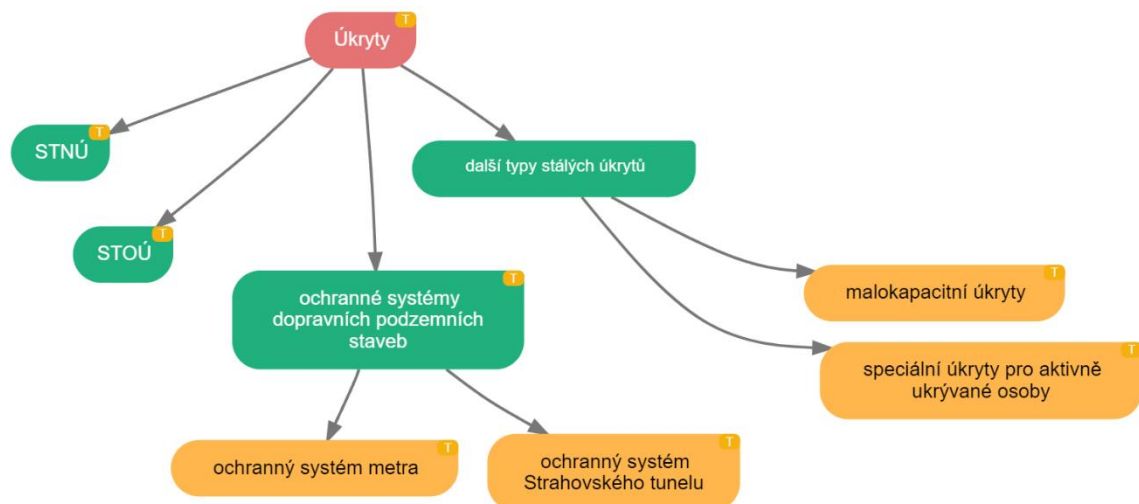 T
Úkryty
T
STNÚ
další typy stálých úkrytů
T
STOÚ
T
ochranné systémy
dopravních podzemních
staveb
T
malokapacitní úkryty
T
speciální úkryty pro aktivně
ukrývané osoby
T
ochranný systém metra
T
ochranný systém
Strahovského tunelu